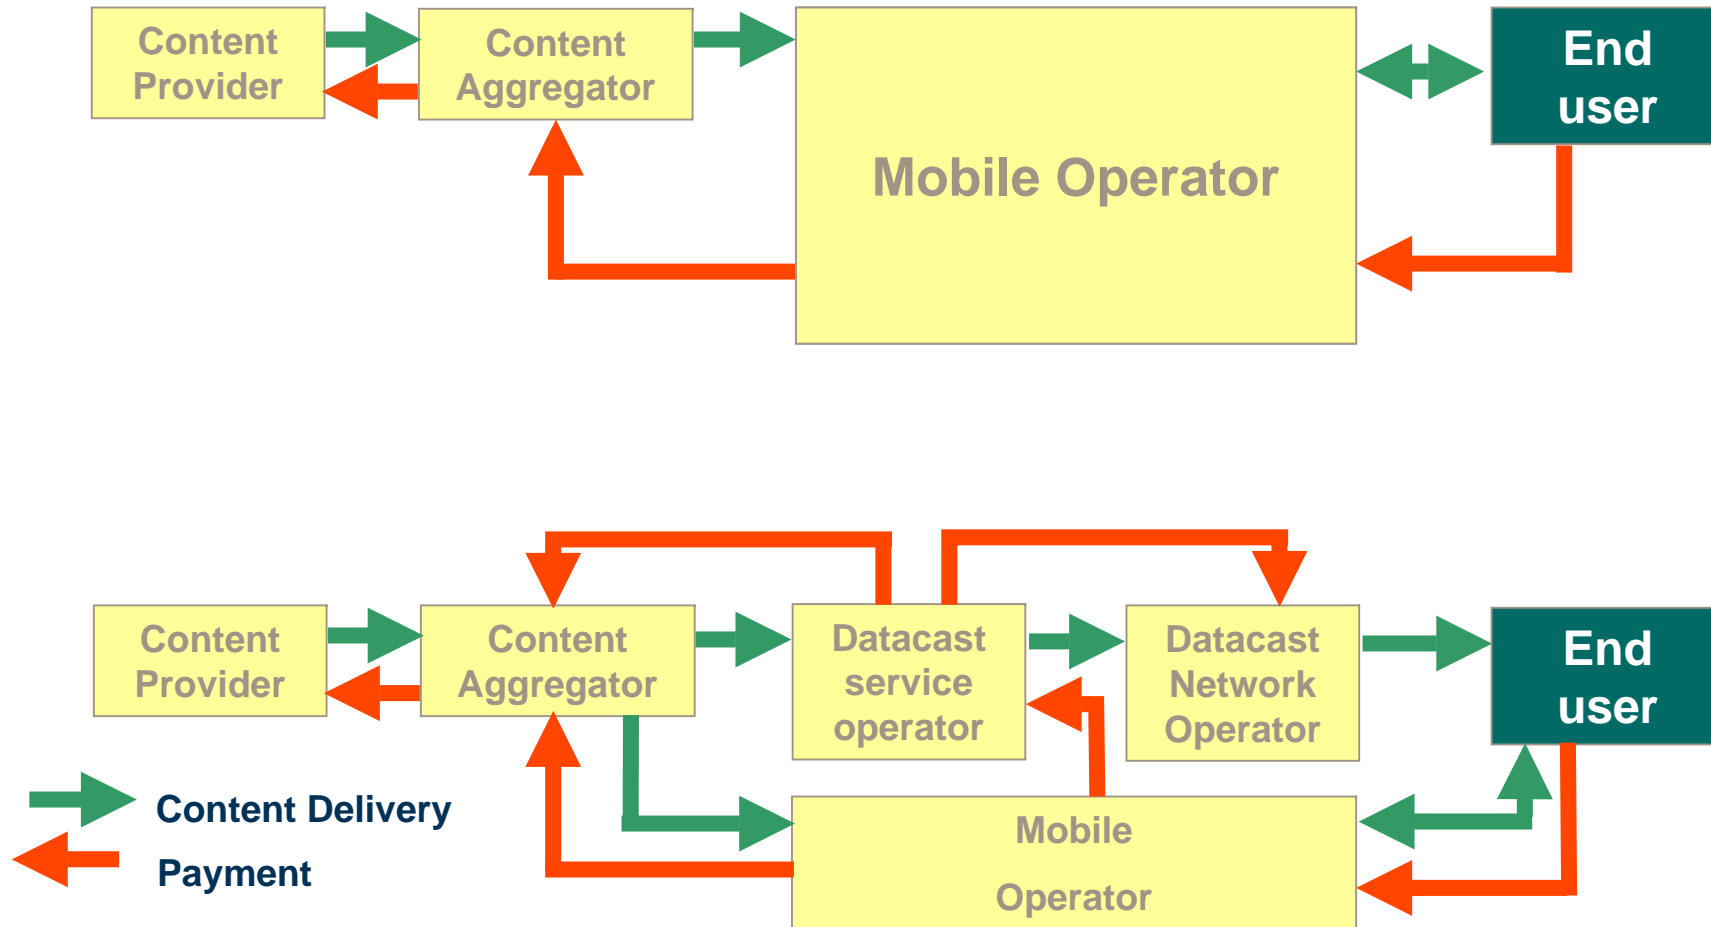 Content
Provider
Content
Aggregator
Mobile Operator
End
user
Content
Provider
Content
Aggregator
Datacast
service
operator
Datacast
Network
Operator
End
user
Content Delivery
Payment
Mobile
Operator